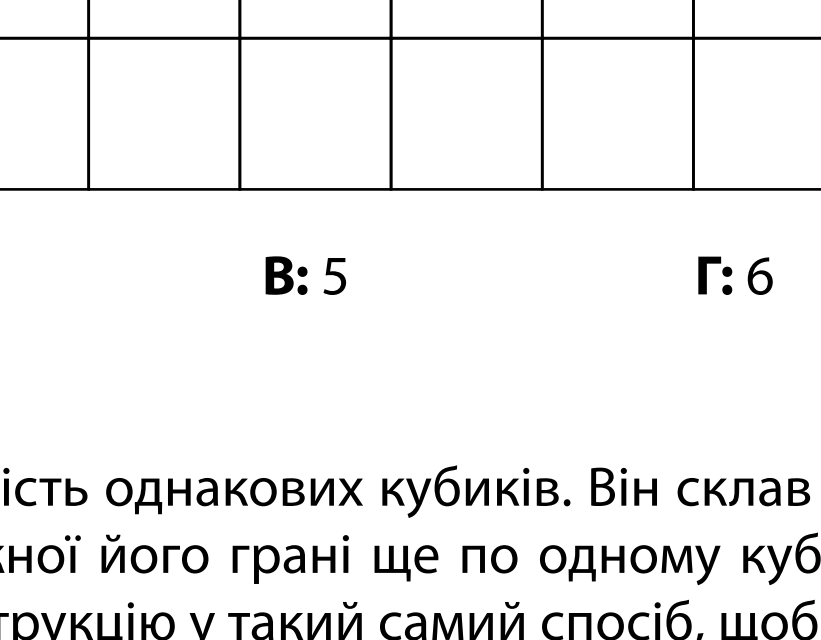 В: 5 Г: 6
ість однакових кубиків. Він склав
жної його грані ще по одному куб
трукцію у такий самий спосіб, щоб